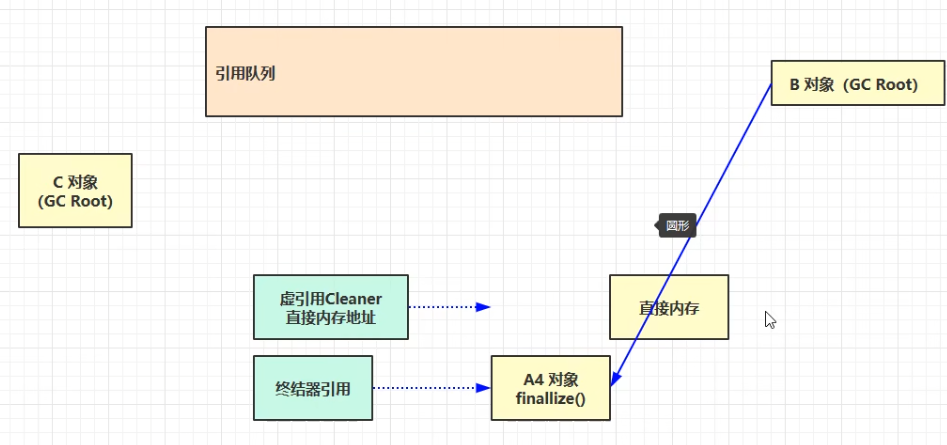 引用队列
B 对象（GC Root）
C 对象
（GC Root)
圆形
虚引用Cleaner
直接内存地址
直接内存
终结器引用
A4 对象
finallize()